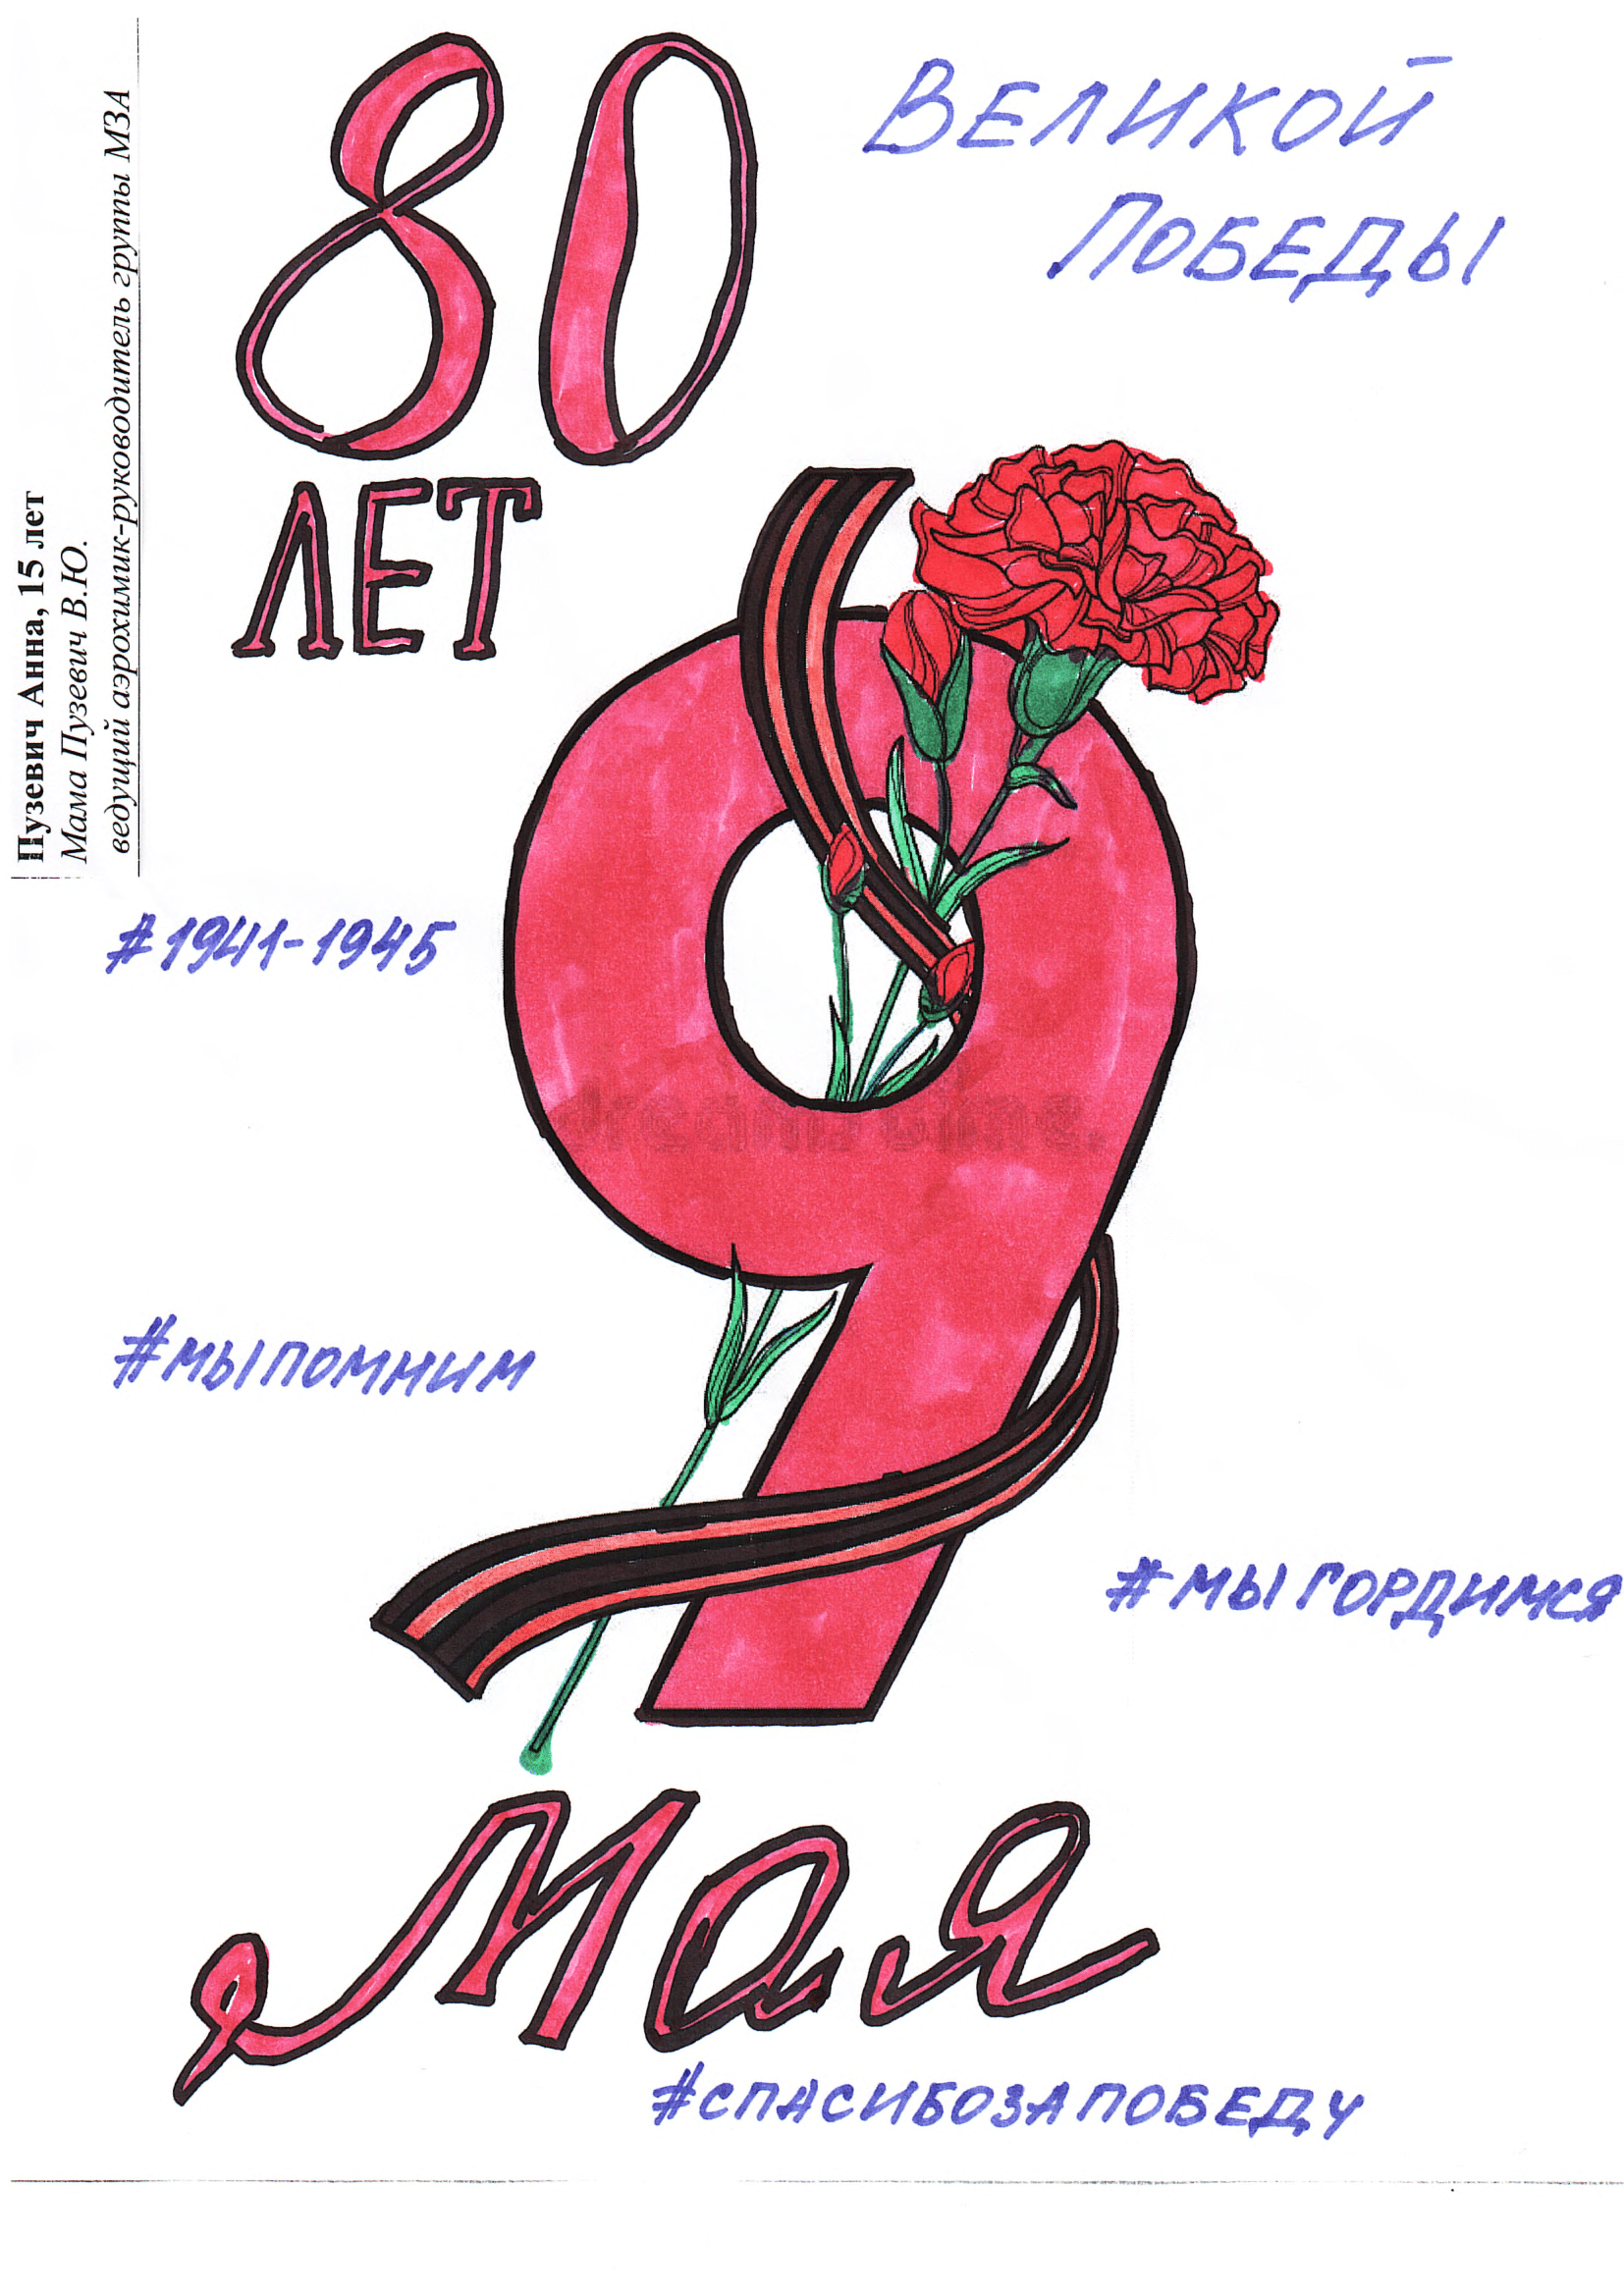 80
ЛЕТ
ВЕЛИКОЙ
ПОБЕДЫ
Пузевич Анна, 15 лет
Мама Пузевич В.Ю.
ведущий аэрохимик-руководитель группы МЗА
#1941-1945
9
dreamstime.
#МЫПОМНИМ
#МЫГОРДИМСЯ
Мая
#СПАСИБОЗАПОБЕДУ